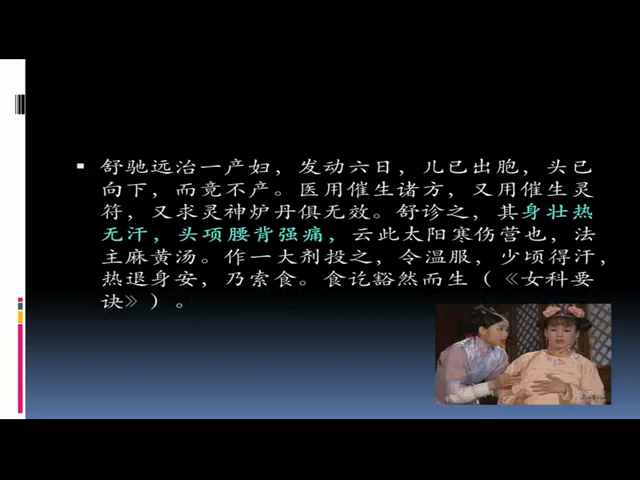 舒驰远治一产妇，发动六日，儿已出胞，头已
向下，而竟不产。医用催生诸方，又用催生灵
符，又求灵神炉丹俱无效。舒诊之，其身壮热
无汗，头项腰背强痛，云此太阳寒伤营也，法
主麻黄汤。作一大剂投之，令温服，少顷得汗，
热退身安，乃索食。食讫豁然而生（《女科要
诀》）。